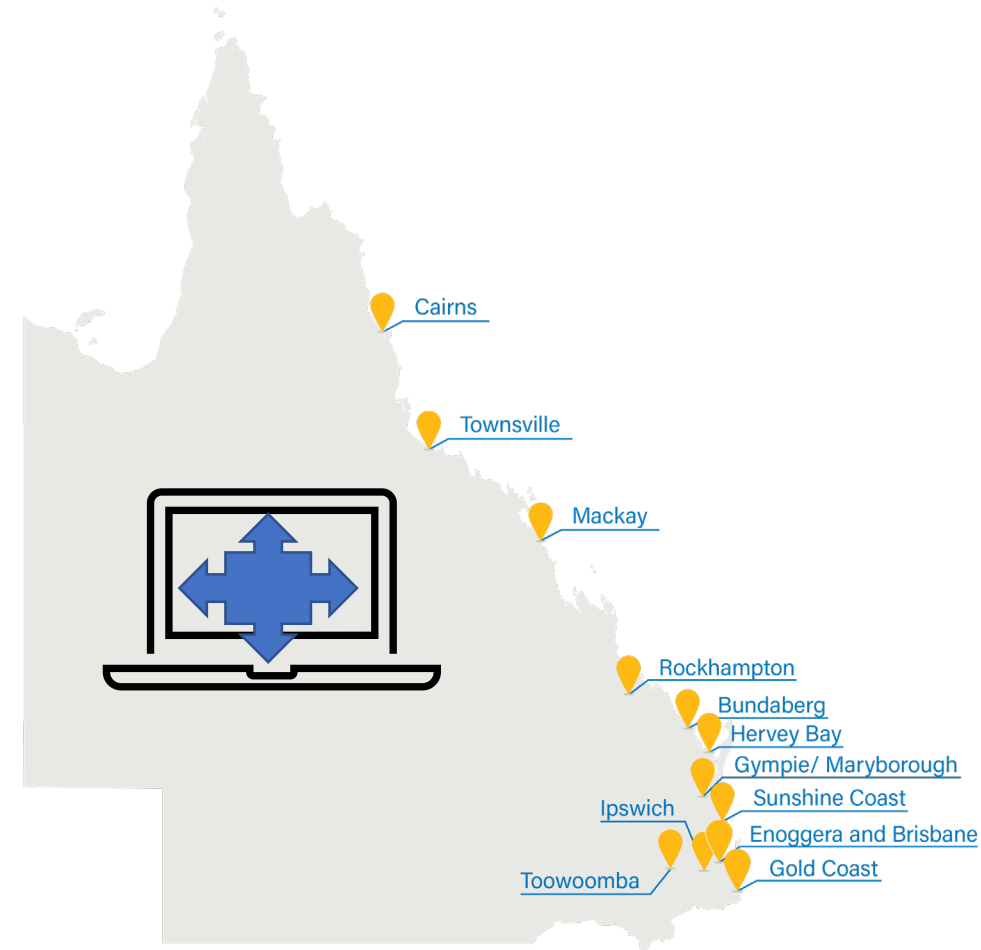 Cairns
Townsville
Mackay
Rockhampton
Bundaberg
Hervey Bay
Gympie/ Maryborough
Sunshine Coast
Ipswich
Enoggera and Brisbane
Gold Coast
Toowoomba